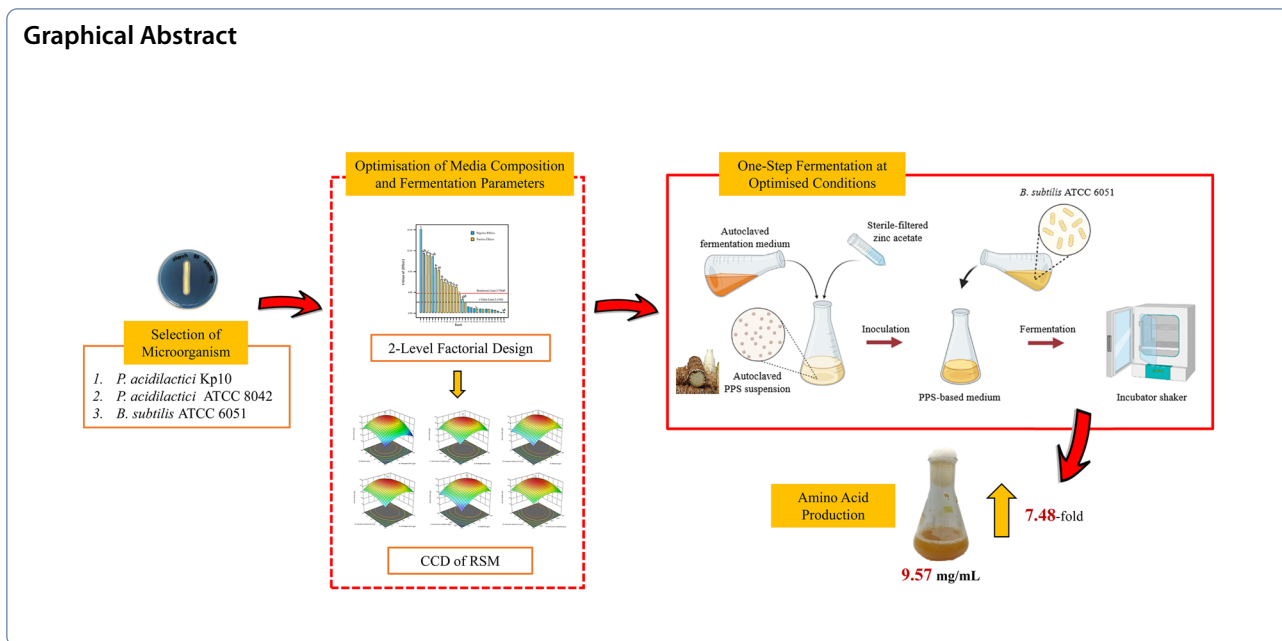 Graphical Abstract
Selection of
Microorganism
1. P. acidilactici Kp10
2. P. acidilactici ATCC 8042
3. B. subtilis ATCC 6051
Optimisation of Media Composition
and Fermentation Parameters
2-Level Factorial Design
CCD of RSM
One-Step Fermentation at
Optimised Conditions
Autoclaved
fermentation medium
Sterile-filtered
zinc acetate
B. subtilis ATCC 6051
Autoclaved
PPS suspension
Inoculation
PPS-based medium
Fermentation
Incubator shaker
Amino Acid
Production
9.57 mg/mL
7.48-fold